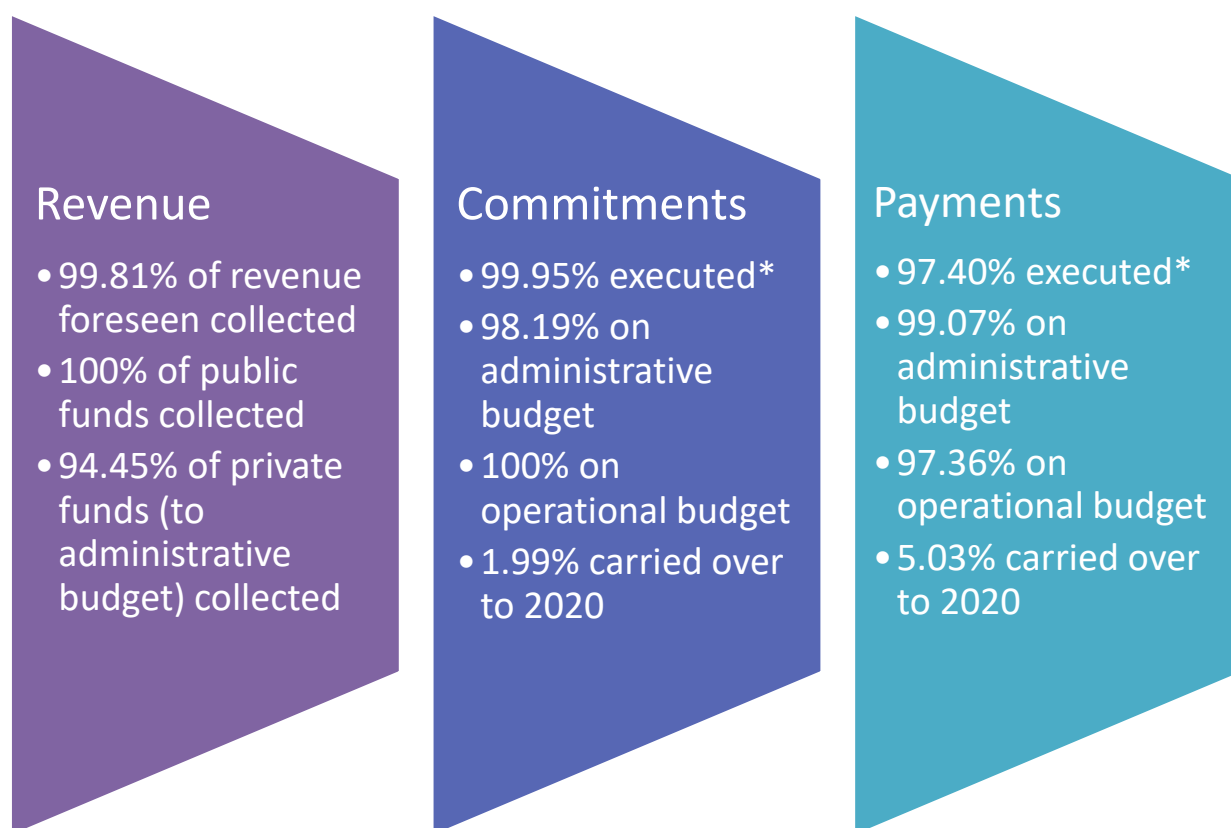 Revenue
•99.81% of revenue
foreseen collected
•100% of public
funds collected
•94.45% of private
funds (to
administrative
budget) collected
Commitments
•99.95% executed*
•98.19% on
administrative
budget
•100% on
operational budget
•1.99% carried over
to 2020
Payments
•97.40% executed*
•99.07% on
administrative
budget
•97.36% on
operational budget
•5.03% carried over
to 2020